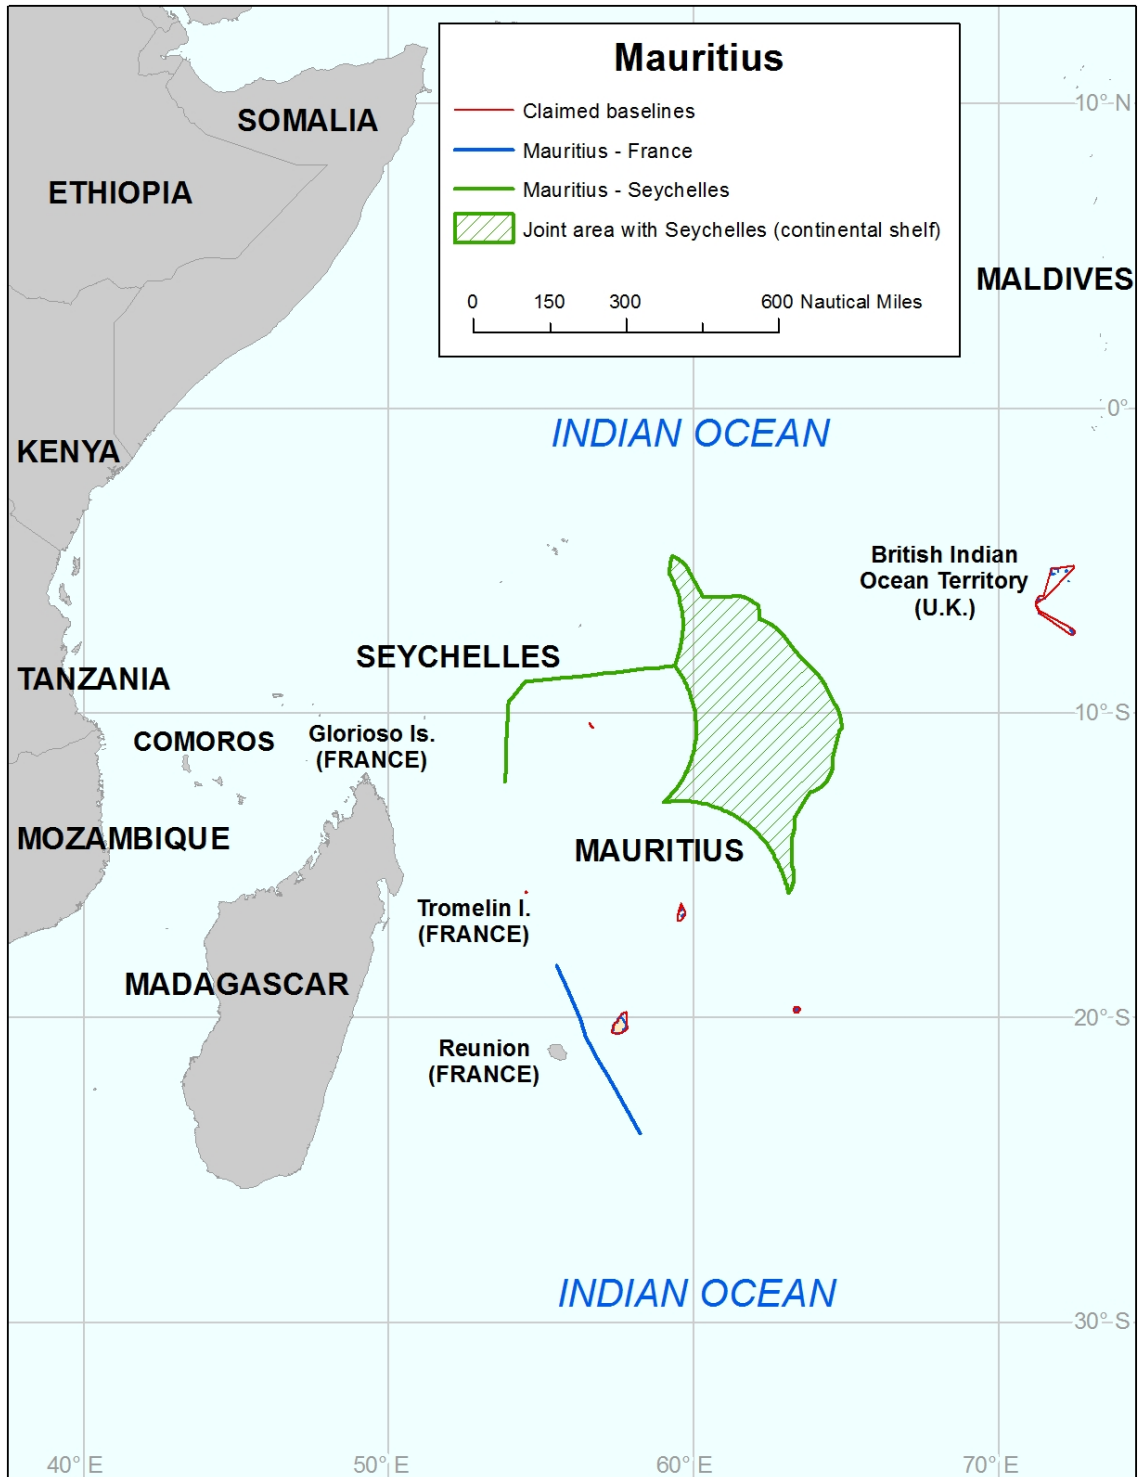 Mauritius
Claimed baselines
Mauritius - France
Mauritius - Seychelles
Joint area with Seychelles (continental shelf)
0 150 300 600 Nautical Miles
SOMALIA
10° N
ETHIOPIA
MALDIVES
0°
INDIAN OCEAN
KENYA
British Indian
Ocean Territory
(U.K.)
SEYCHELLES
TANZANIA
10° S
Glorioso Is.
(FRANCE)
COMOROS
MOZAMBIQUE
MAURITIUS
Tromelin I.
(FRANCE)
MADAGASCAR
20° S
Reunion
(FRANCE)
INDIAN OCEAN
30° S
40° E 50° E 60° E 70° E